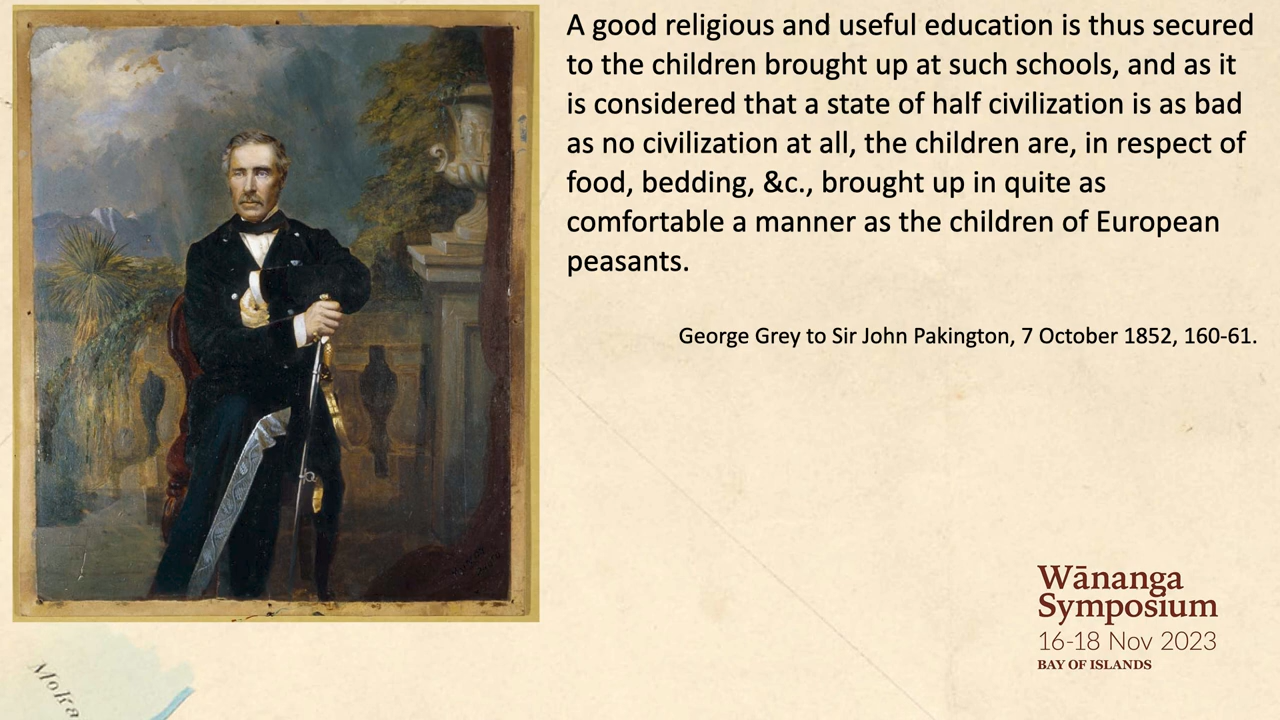 A good religious and useful education is thus secured
to the children brought up at such schools, and as it
is considered that a state of half civilization is as bad
as no civilization at all, the children are, in respect of
food, bedding, &c., brought up in quite as
comfortable a manner as the children of European
peasants.
George Grey to Sir John Pakington, 7 October 1852, 160-61.
Wānanga
Symposium
16-18 Nov 2023
BAY OF ISLANDS
Moka